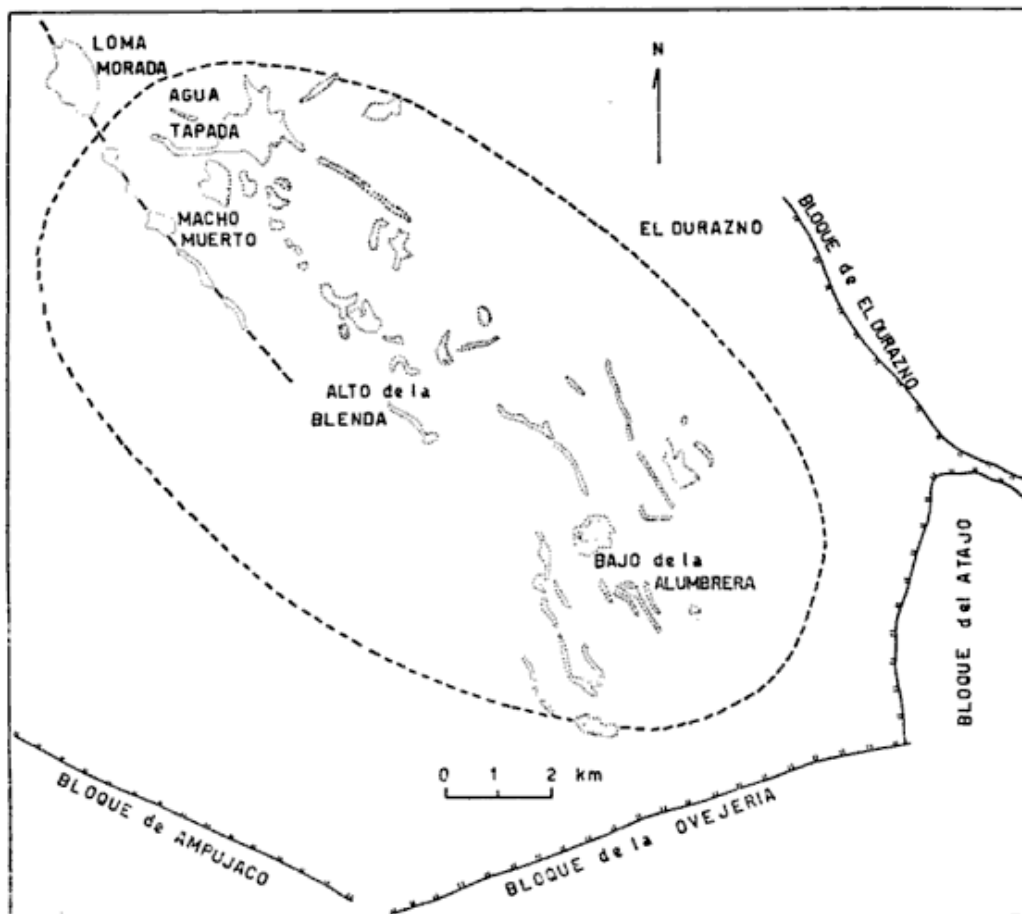 LOMA
MORADA
N
AGUA
TAPADA
MACHO
MUERTO
EL DURAZNO
BLOQUE de EL DURAZNO
ALTO de la
BLENDA
BAJO de la
ALUMBRERA
BLOQUE del ATAJO
0 1 2 km
BLOQUE de AMPUJACO
BLOQUE de la OVEJERIA